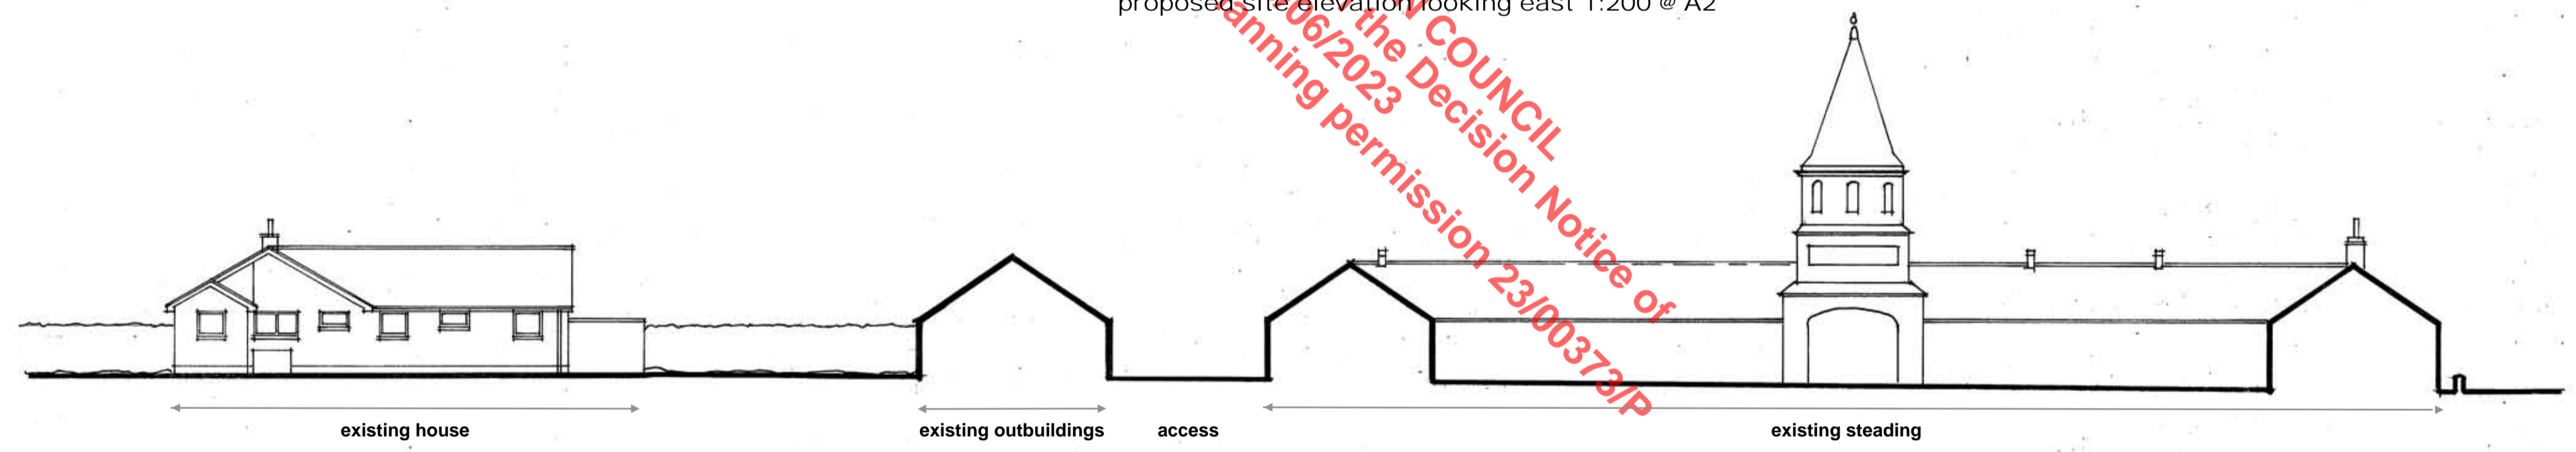 proposed site elevation looking east 1:200 @ A2
COUNCIL
06/2023
the Decision Notice of
anning permission 23/00373/P
existing house
existing outbuildings
access
existing steading